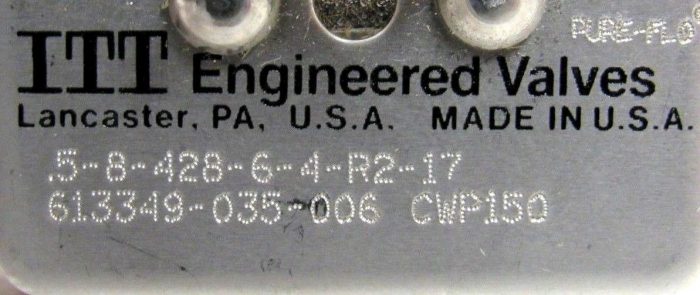 PURE-FLO
ITT Engineered Valves
Lancaster, PA, U.S.A. MADE IN U.S.A.
.5-8-428-6-4-R2-17
613349-035-006 CWP150